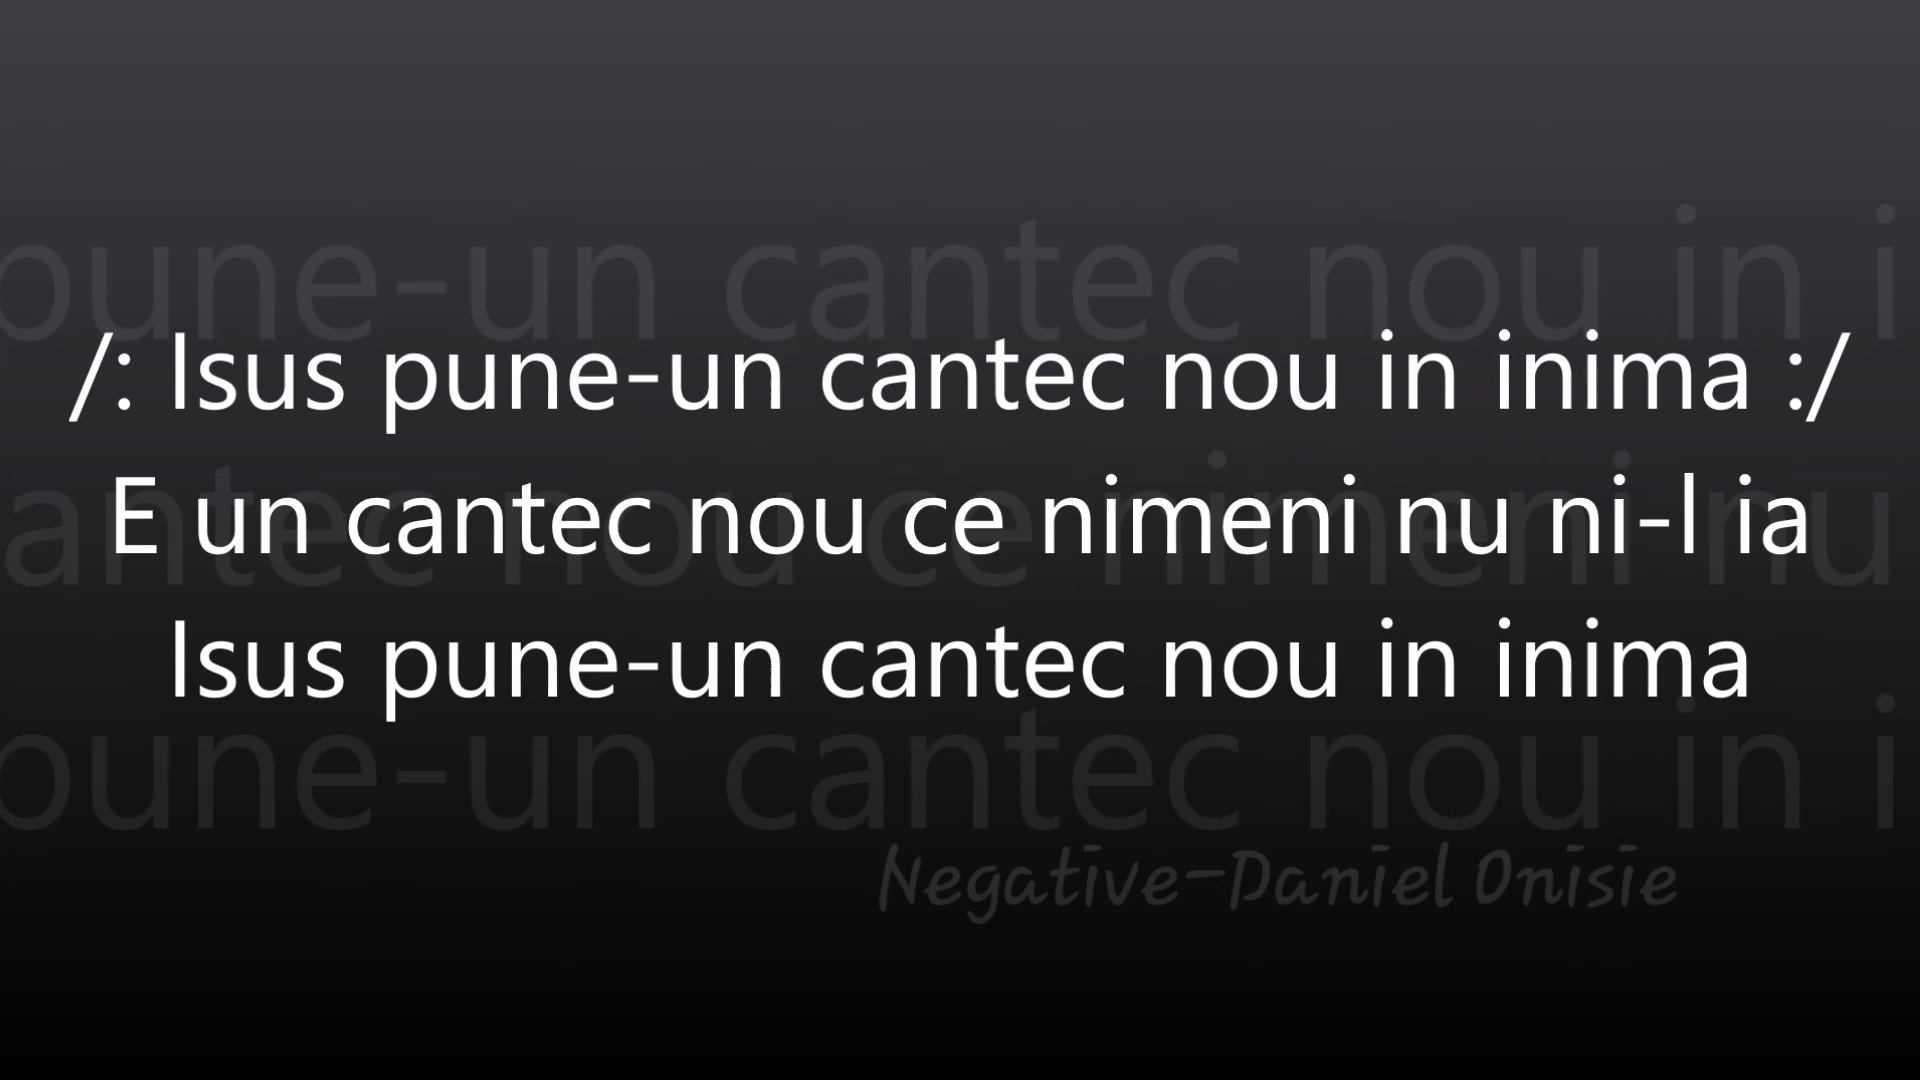 /: Isus pune-un cantec nou in inima :/
E un cantec nou ce nimeni nu ni-l ia
Isus pune-un cantec nou in inima
Negative-Daniel Onisie